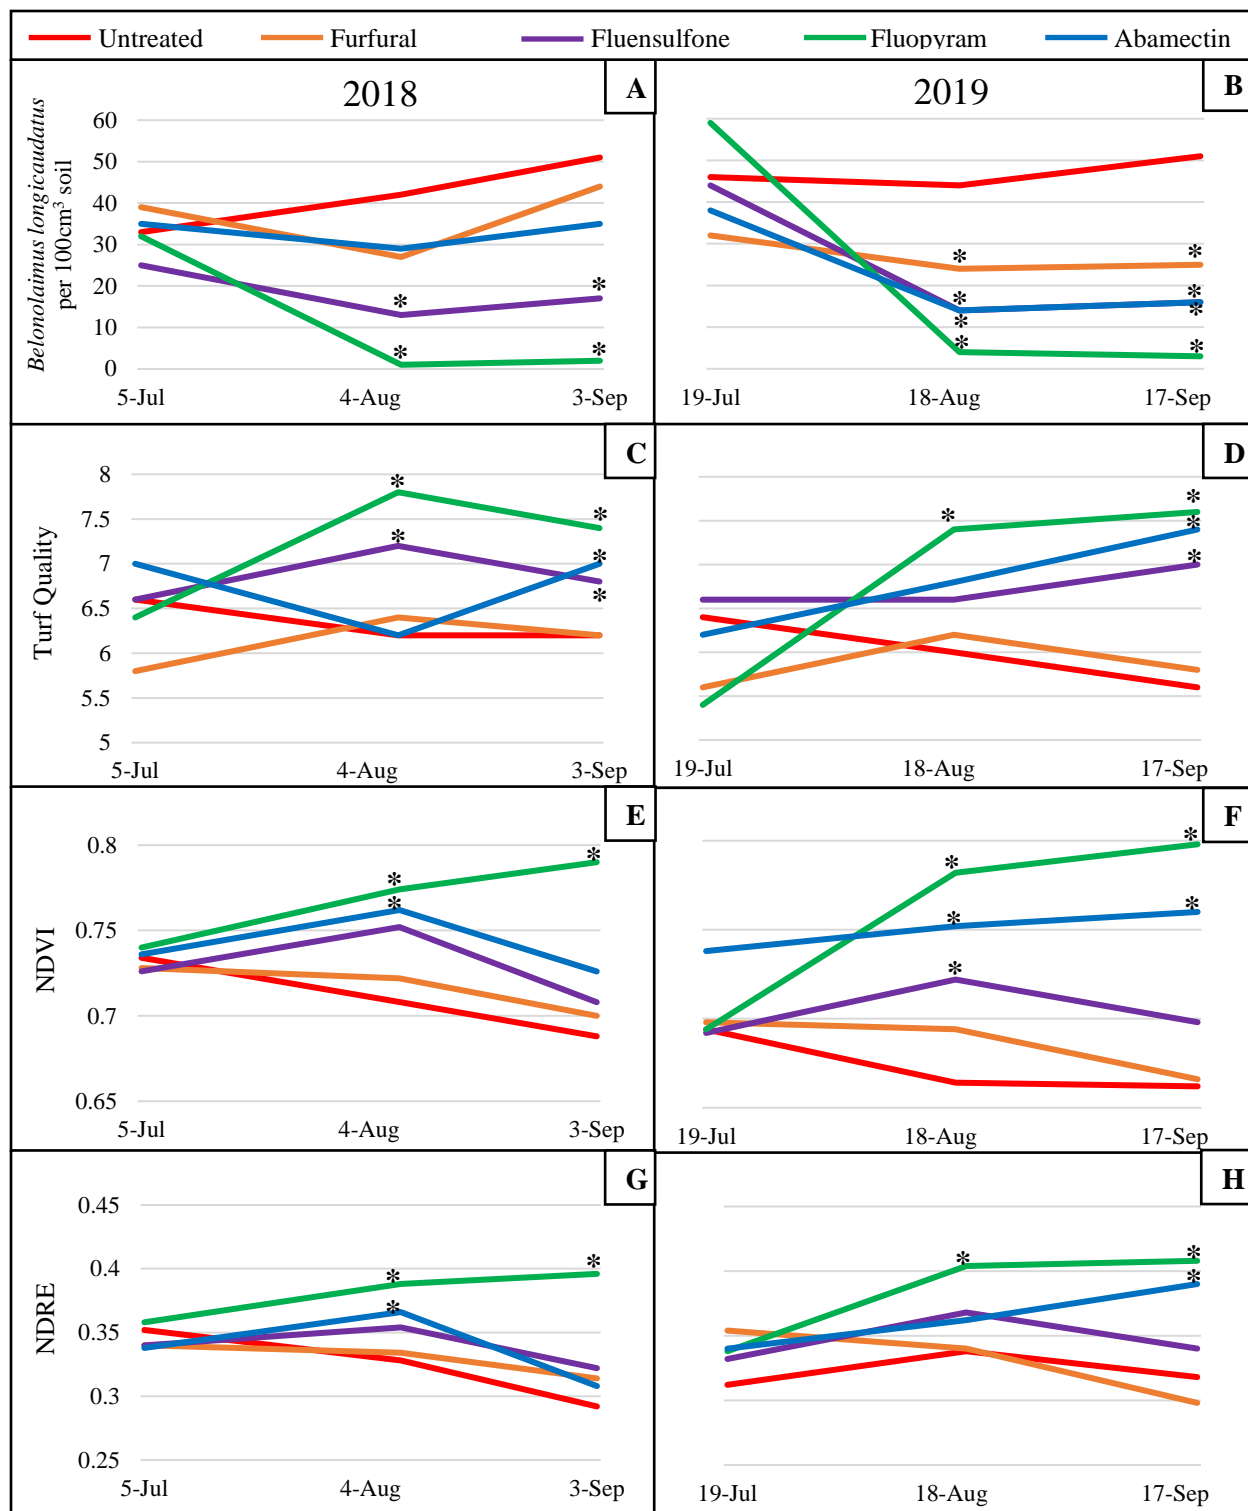 Untreated Furfural Fluensulfone Fluopyram Abamectin
2018
A
60
50
40
30
20
10
0
Belonolaimus longicaudatus
per 100cm³ soil
5-Jul 4-Aug 3-Sep
*
*
*
*
2019
B
19-Jul 18-Aug 17-Sep
*
*
*
*
*
*
*
*
C
8
7.5
7
6.5
6
5.5
5
Turf Quality
5-Jul 4-Aug 3-Sep
*
*
*
*
*
D
19-Jul 18-Aug 17-Sep
*
*
*
*
E
0.8
0.75
0.7
0.65
NDVI
5-Jul 4-Aug 3-Sep
*
*
*
F
19-Jul 18-Aug 17-Sep
*
*
*
*
*
G
0.45
0.4
0.35
0.3
0.25
NDRE
5-Jul 4-Aug 3-Sep
*
*
*
H
19-Jul 18-Aug 17-Sep
*
*
*